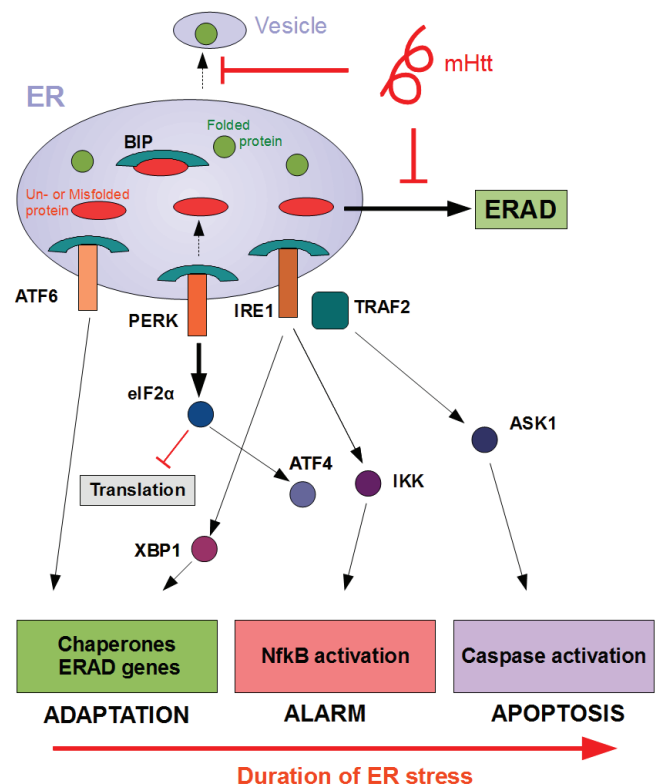 Vesicle
mHtt
ER
BIP
Folded
protein
Un- or Misfolded
protein
ERAD
ATF6
PERK
IRE1
TRAF2
eIF2α
ASK1
ATF4
IKK
Translation
XBP1
Chaperones
ERAD genes
NfkB activation
Caspase activation
ADAPTATION
ALARM
APOPTOSIS
Duration of ER stress